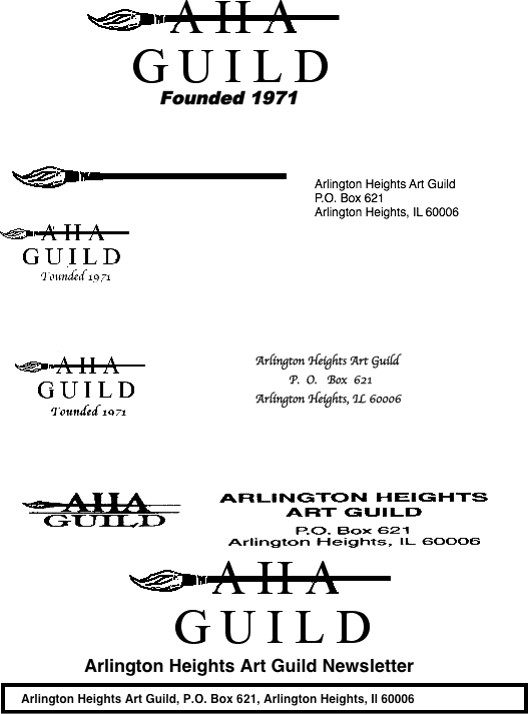 AHA
GUILD
Founded 1971
Arlington Heights Art Guild
P.O. Box 621
Arlington Heights, IL 60006
AHA
GUILD
Founded 1971
AHA
GUILD
Founded 1971
Arlington Heights Art Guild
P. O. Box 621
Arlington Heights, IL 60006
AHA
GUILD
ARLINGTON HEIGHTS
ART GUILD
P.O. Box 621
Arlington Heights, IL 60006
AHA
GUILD
Arlington Heights Art Guild Newsletter
Arlington Heights Art Guild, P.O. Box 621, Arlington Heights, Il 60006